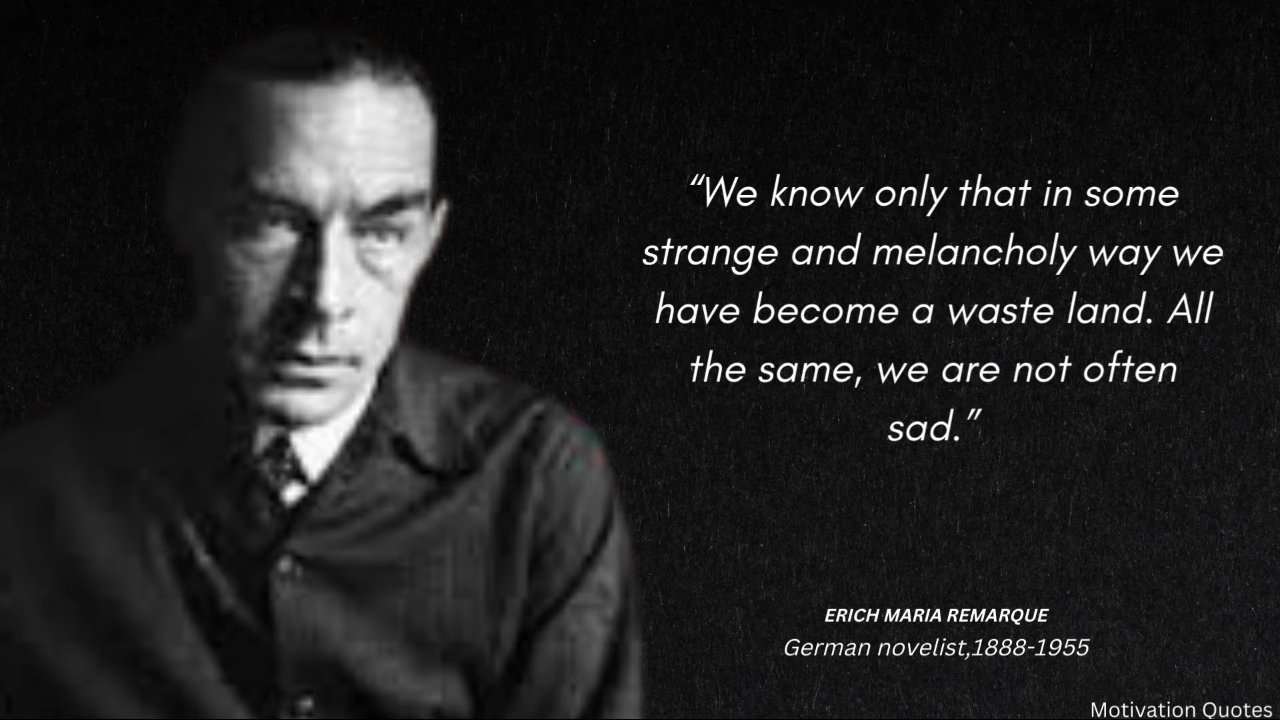 “We know only that in some
strange and melancholy way we
have become a waste land. All
the same, we are not often
sad.”
ERICH MARIA REMARQUE
German novelist,1888-1955
Motivation Quotes